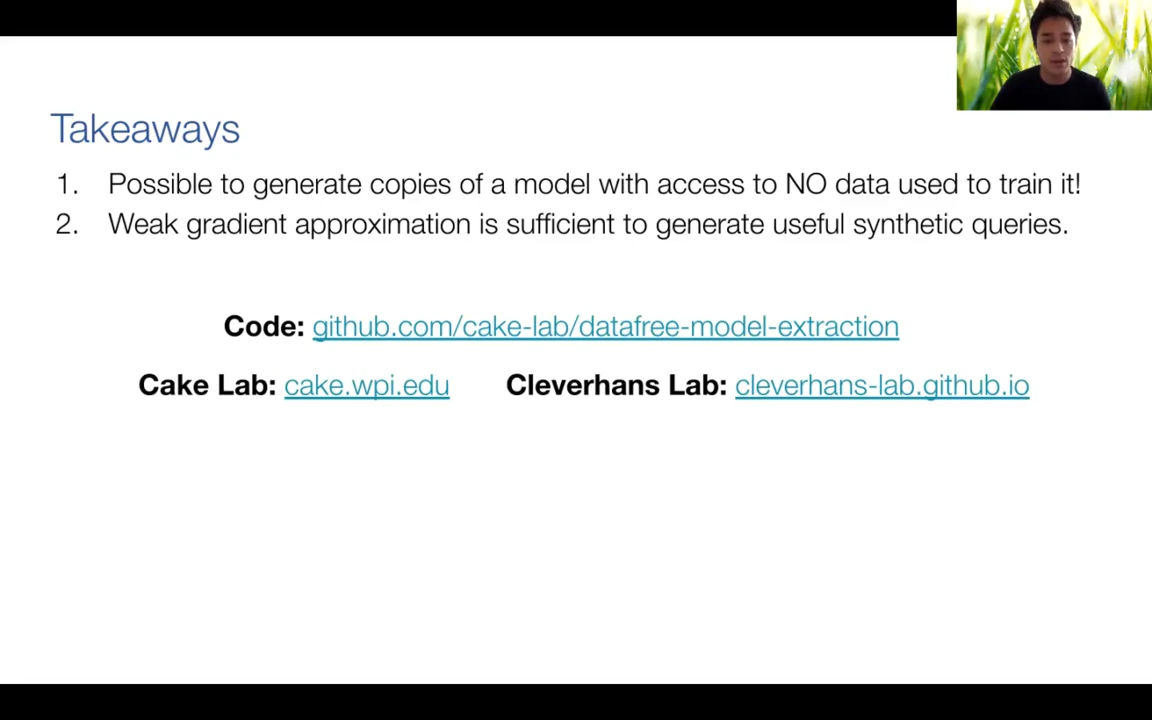 Takeaways
1. Possible to generate copies of a model with access to NO data used to train it!
2. Weak gradient approximation is sufficient to generate useful synthetic queries.
Code: github.com/cake-lab/datafree-model-extraction
Cake Lab: cake.wpi.edu Cleverhans Lab: cleverhans-lab.github.io